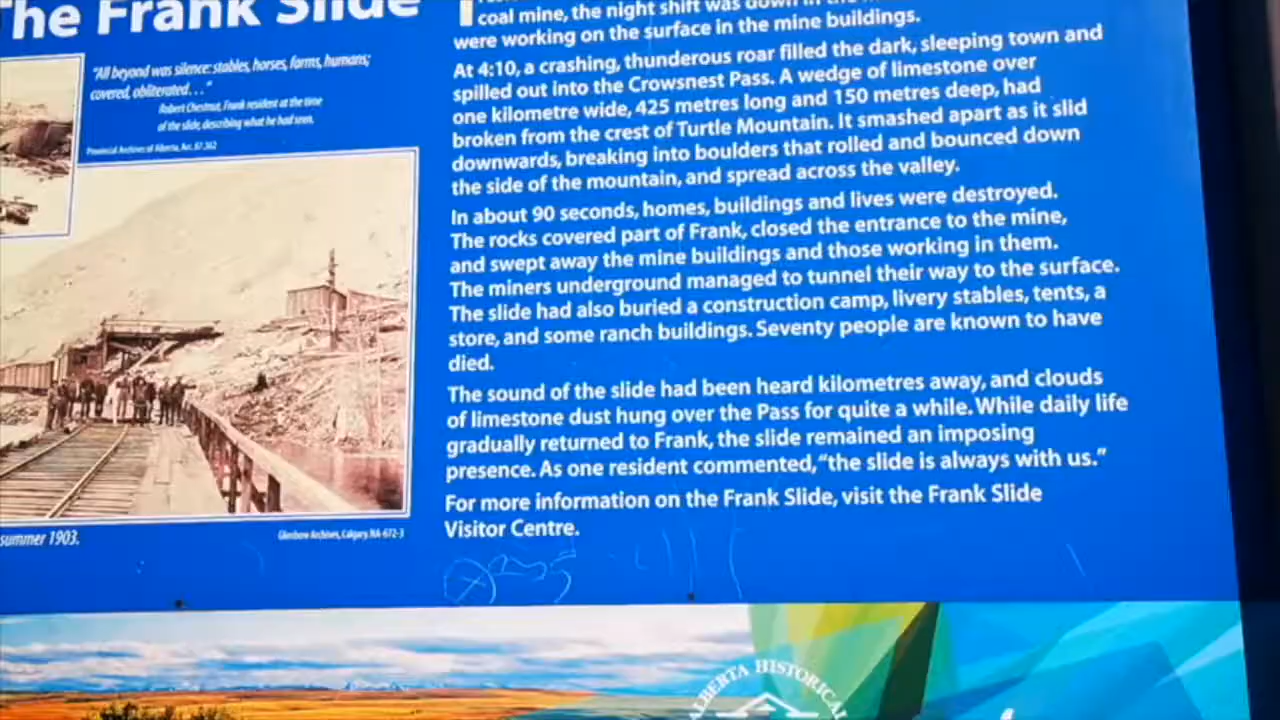 The Frank Slide
"All beyond was silence: stables, horses, farms, humans;
covered, obliterated…"
Robert Chestnut, Frank resident at the time
of the slide, describing what he had seen.
Provincial Archives of Alberta,
summer 1903.
Glenbow Archives, Calgary, NA-672-3
coal mine, the night shift was down in the
were working on the surface in the mine buildings.
At 4:10, a crashing, thunderous roar filled the dark, sleeping town and
spilled out into the Crowsnest Pass. A wedge of limestone over
one kilometre wide, 425 metres long and 150 metres deep, had
broken from the crest of Turtle Mountain. It smashed apart as it slid
downwards, breaking into boulders that rolled and bounced down
the side of the mountain, and spread across the valley.
In about 90 seconds, homes, buildings and lives were destroyed.
The rocks covered part of Frank, closed the entrance to the mine,
and swept away the mine buildings and those working in them.
The miners underground managed to tunnel their way to the surface.
The slide had also buried a construction camp, livery stables, tents, a
store, and some ranch buildings. Seventy people are known to have
died.
The sound of the slide had been heard kilometres away, and clouds
of limestone dust hung over the Pass for quite a while. While daily life
gradually returned to Frank, the slide remained an imposing
presence. As one resident commented, "the slide is always with us."
For more information on the Frank Slide, visit the Frank Slide
Visitor Centre.
ALBERTA HISTORICAL